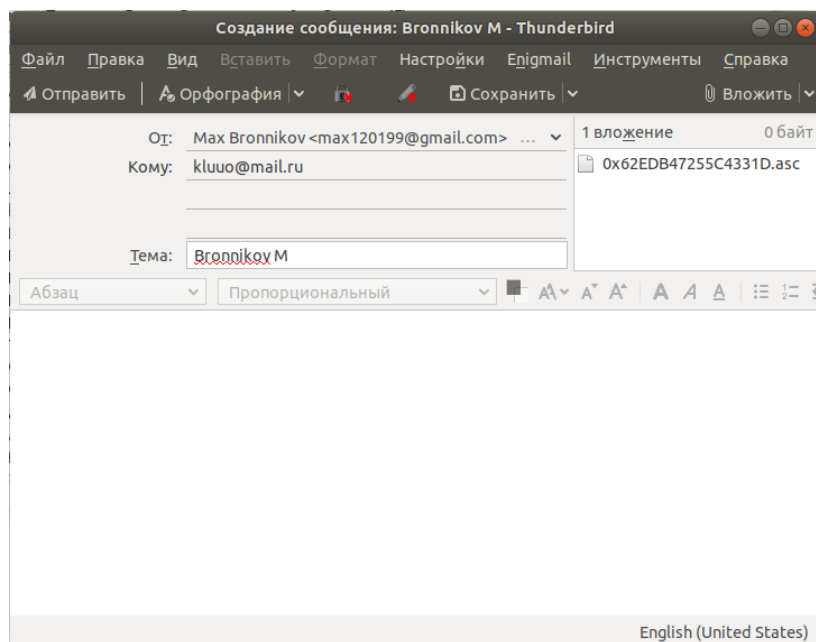 Создание сообщения: Bronnikov M - Thunderbird
Файл Правка Вид Вставить Формат Настройки Enigmail Инструменты Справка
Отправить Орфография Сохранить Вложить
От: Max Bronnikov <max120199@gmail.com> ...
1 вложение 0 байт
Кому: kluuo@mail.ru
0x62EDB47255C4331D.asc
Тема: Bronnikov M
Абзац Пропорциональный
English (United States)